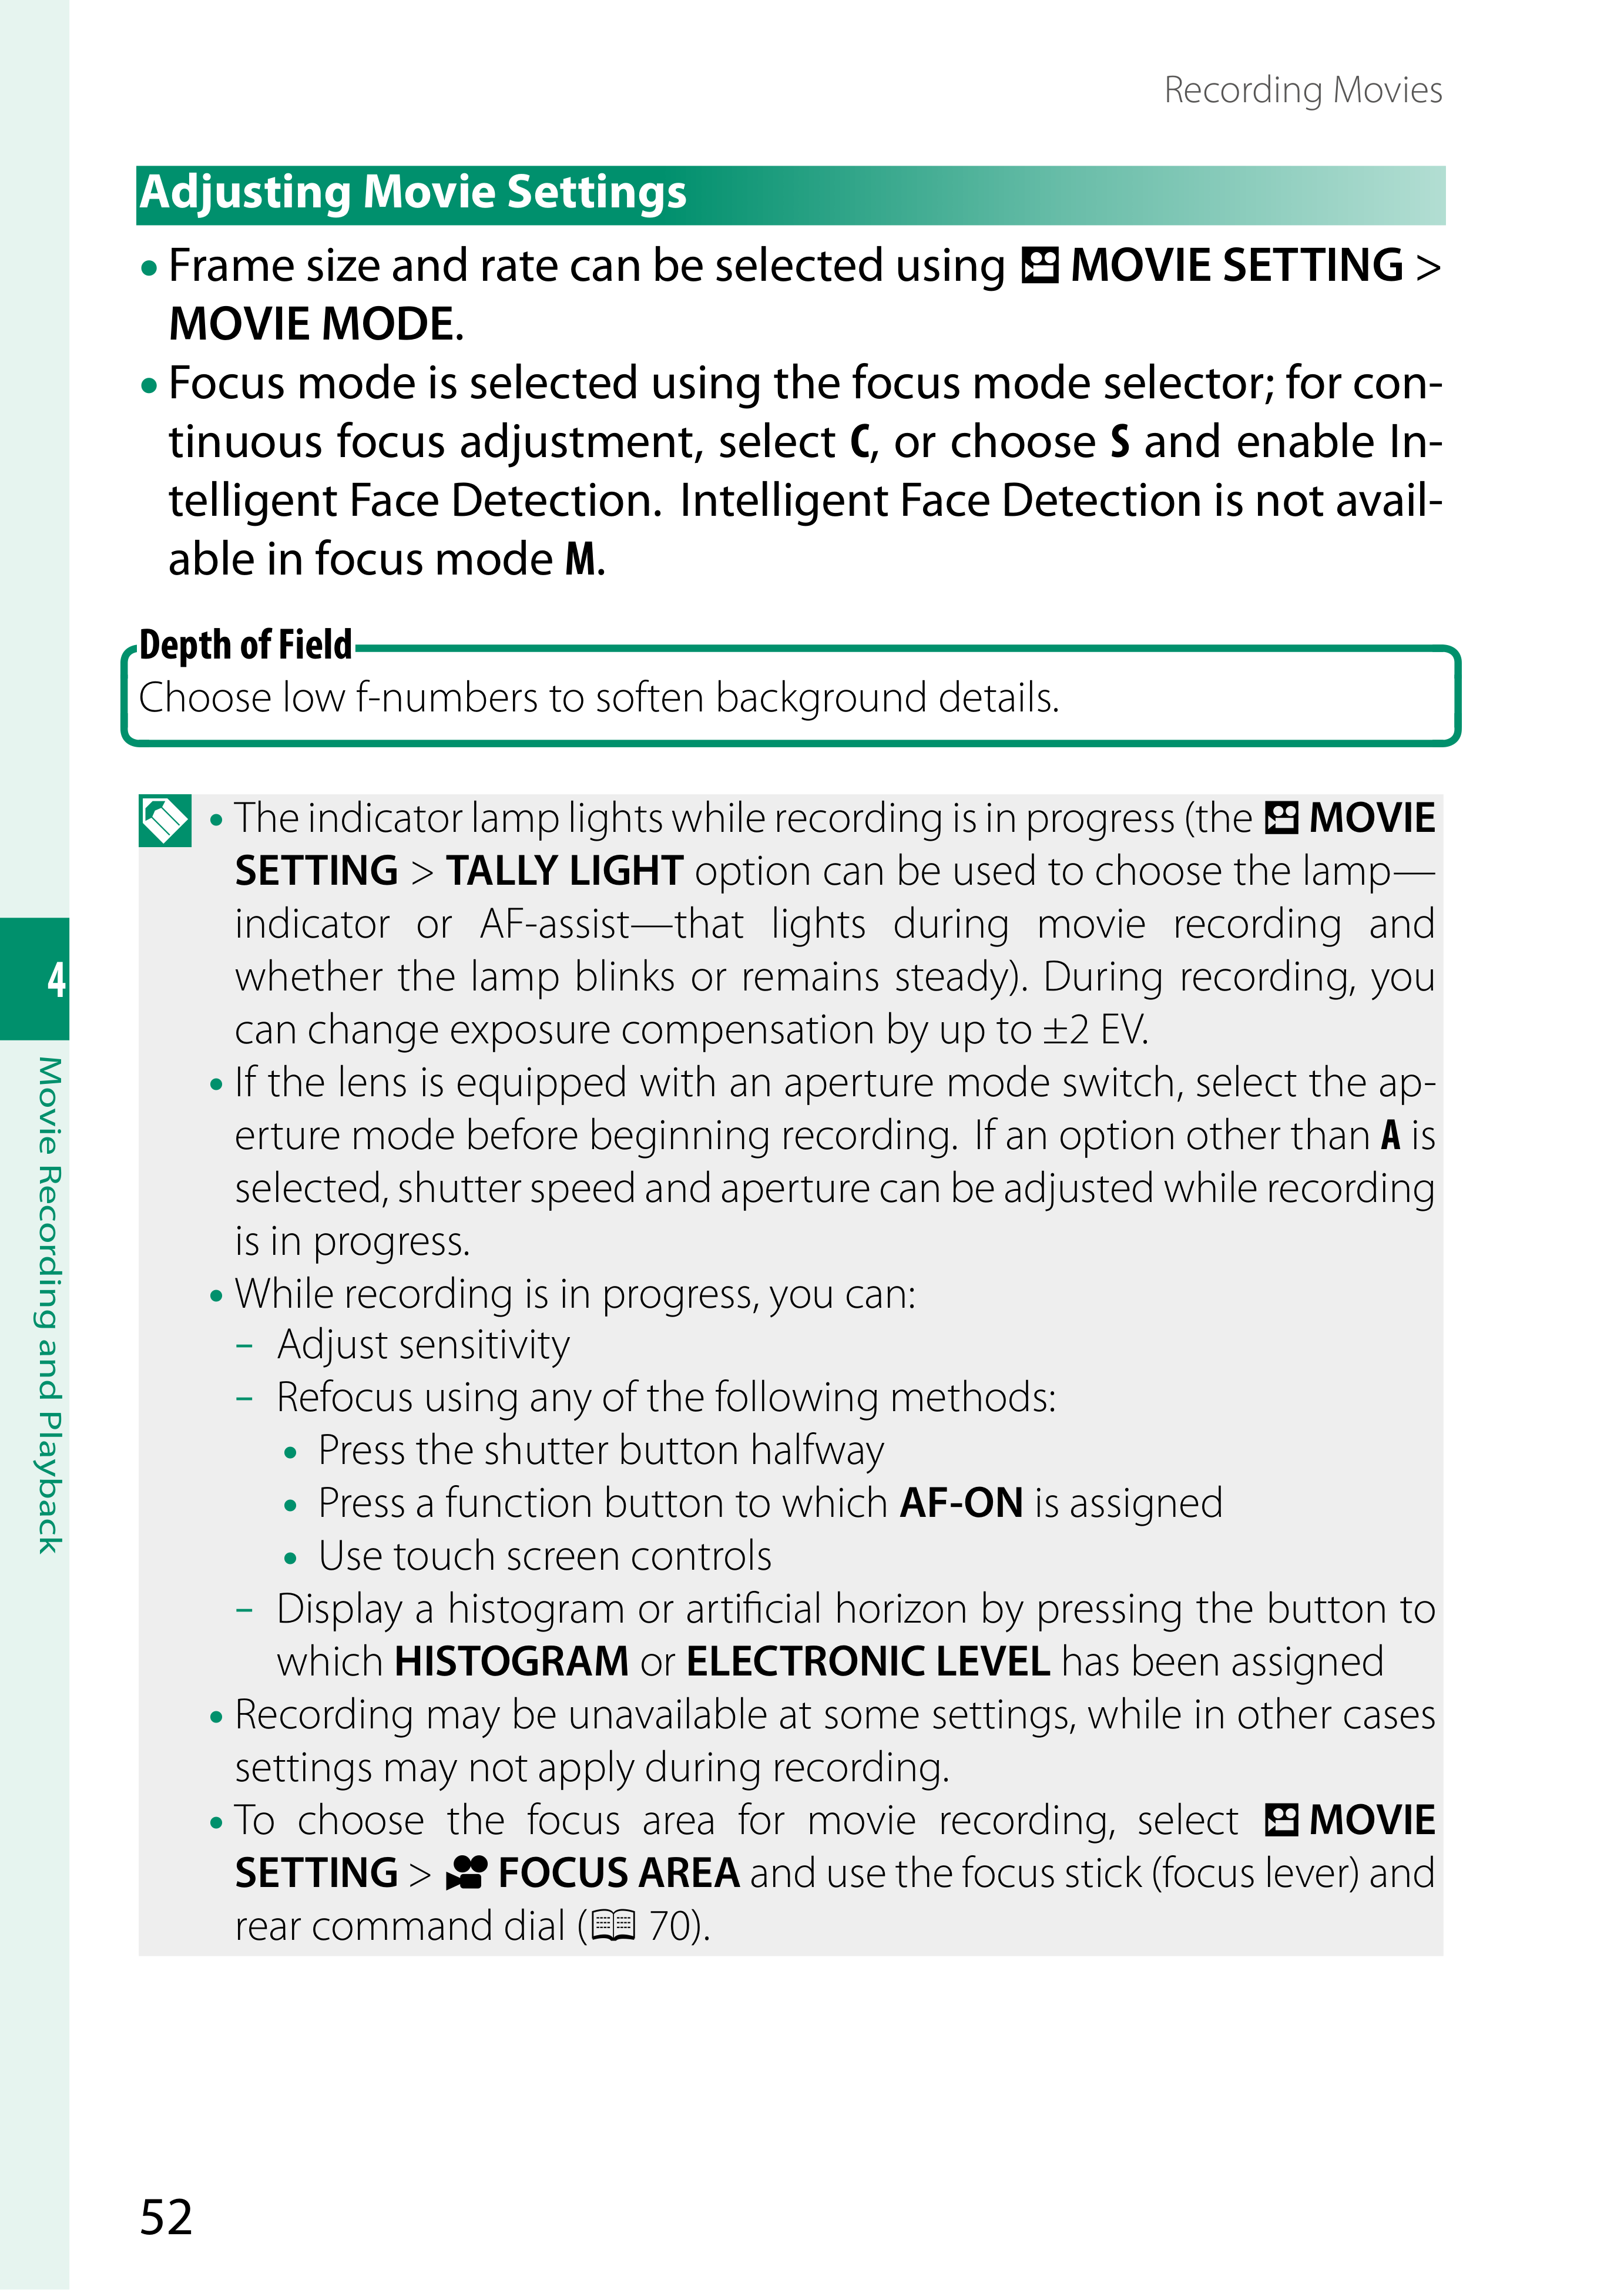 Recording Movies
Adjusting Movie Settings
• Frame size and rate can be selected using MOVIE SETTING >
MOVIE MODE.
• Focus mode is selected using the focus mode selector; for con-
tinuous focus adjustment, select C, or choose S and enable In-
telligent Face Detection. Intelligent Face Detection is not avail-
able in focus mode M.
Depth of Field
Choose low f-numbers to soften background details.
• The indicator lamp lights while recording is in progress (the MOVIE
SETTING > TALLY LIGHT option can be used to choose the lamp—
indicator or AF-assist—that lights during movie recording and
whether the lamp blinks or remains steady). During recording, you
can change exposure compensation by up to ±2 EV.
• If the lens is equipped with an aperture mode switch, select the ap-
erture mode before beginning recording. If an option other than A is
selected, shutter speed and aperture can be adjusted while recording
is in progress.
• While recording is in progress, you can:
– Adjust sensitivity
– Refocus using any of the following methods:
• Press the shutter button halfway
• Press a function button to which AF-ON is assigned
• Use touch screen controls
– Display a histogram or artificial horizon by pressing the button to
which HISTOGRAM or ELECTRONIC LEVEL has been assigned
• Recording may be unavailable at some settings, while in other cases
settings may not apply during recording.
• To choose the focus area for movie recording, select MOVIE
SETTING > FOCUS AREA and use the focus stick (focus lever) and
rear command dial ( 70).
4
Movie Recording and Playback
52